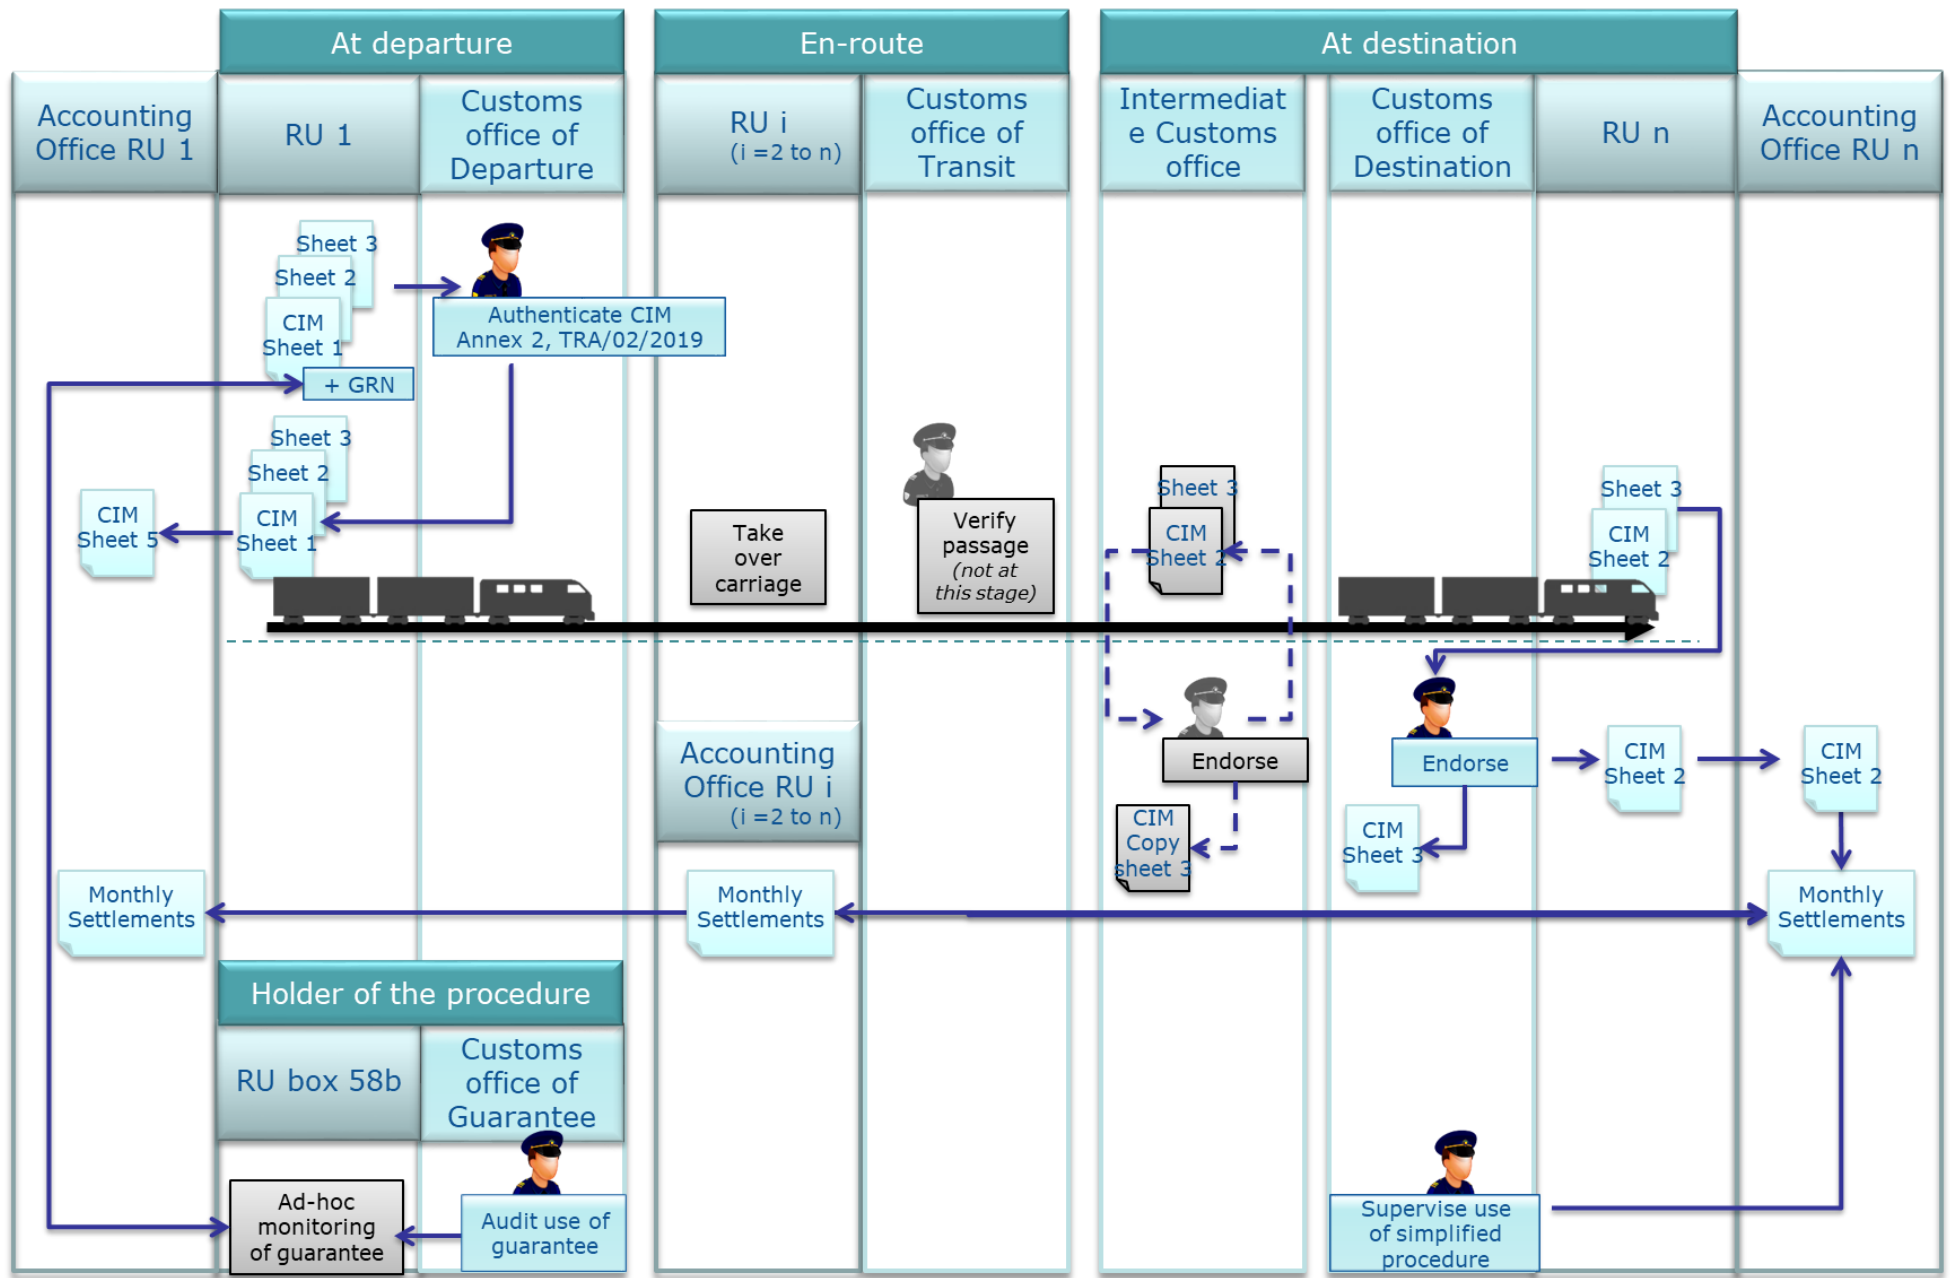 At departure
En-route
At destination
Accounting
Office RU 1
RU 1
Customs
office of
Departure
RU i
(i =2 to n)
Customs
office of
Transit
Intermediat
e Customs
office
Customs
office of
Destination
RU n
Accounting
Office RU n
Sheet 3
Sheet 2
CIM
Sheet 1
+ GRN
Authenticate CIM
Annex 2, TRA/02/2019
Sheet 3
Sheet 2
CIM
Sheet 1
CIM
Sheet 5
Take
over
carriage
Verify
passage
(not at
this stage)
Sheet 3
CIM
Sheet 2
Sheet 3
CIM
Sheet 2
Accounting
Office RU i
(i =2 to n)
Endorse
CIM
Copy
sheet 3
Endorse
CIM
Sheet 3
CIM
Sheet 2
CIM
Sheet 2
Monthly
Settlements
Monthly
Settlements
Monthly
Settlements
Holder of the procedure
RU box 58b
Customs
office of
Guarantee
Ad-hoc
monitoring
of guarantee
Audit use of
guarantee
Supervise use
of simplified
procedure